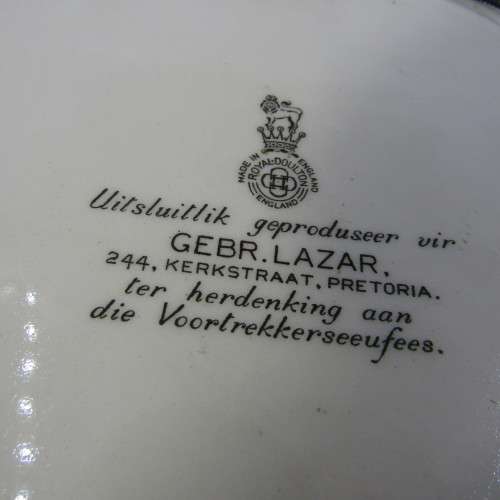 MADE IN ENGLAND
ROYAL DOULTON
ENGLAND
Uitsluitlik geproduseer vir
GEBR. LAZAR.
244, KERKSTRAAT, PRETORIA.
ter herdenking aan
die Voortrekkerseeufees.